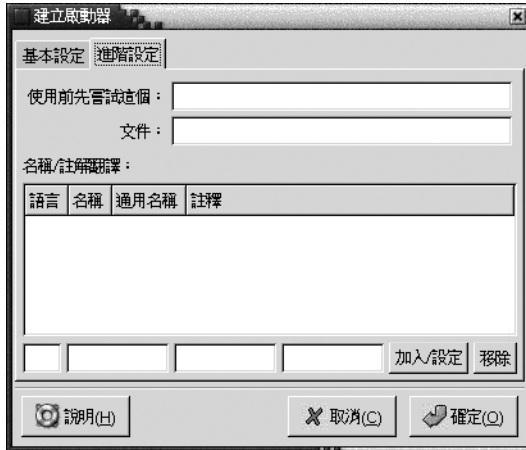 建立啟動器
基本設定 進階設定
使用前先嘗試這個：
文件：
名稱/註解翻譯：
語言 名稱 通用名稱 註釋
加入/設定 移除
說明(H) 取消(C) 確定(O)